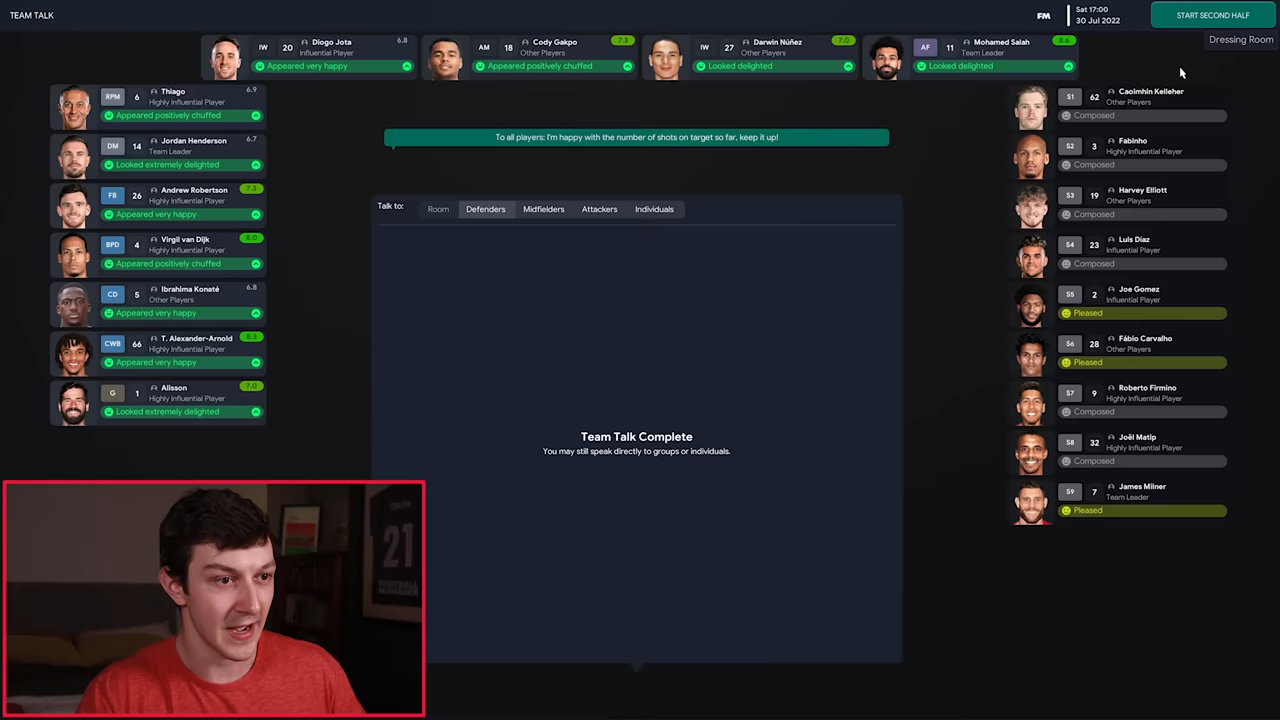 TEAM TALK
FM
Sat 17:00
30 Jul 2022
START SECOND HALF
Dressing Room
IW 20 Diogo Jota 6.8
Influential Player
Appeared very happy
AM 18 Cody Gakpo 7.3
Other Players
Appeared positively chuffed
IW 27 Darwin Núñez 7.0
Other Players
Looked delighted
AF 11 Mohamed Salah 8.6
Team Leader
Looked delighted
RPM 6 Thiago 6.9
Highly Influential Player
Appeared positively chuffed
DM 14 Jordan Henderson 6.7
Team Leader
Looked extremely delighted
FB 26 Andrew Robertson 7.3
Highly Influential Player
Appeared very happy
BPD 4 Virgil van Dijk 8.0
Highly Influential Player
Appeared positively chuffed
CD 5 Ibrahima Konaté 6.8
Other Players
Appeared very happy
CWB 66 T. Alexander-Arnold 8.3
Highly Influential Player
Appeared very happy
G 1 Alisson 7.0
Highly Influential Player
Looked extremely delighted
To all players: I'm happy with the number of shots on target so far, keep it up!
Talk to: Room Defenders Midfielders Attackers Individuals
Team Talk Complete
You may still speak directly to groups or individuals.
S1 62 Caoimhin Kelleher
Other Players
Composed
S2 3 Fabinho
Highly Influential Player
Composed
S3 19 Harvey Elliott
Other Players
Composed
S4 23 Luis Díaz
Influential Player
Composed
S5 2 Joe Gomez
Influential Player
Pleased
S6 28 Fábio Carvalho
Other Players
Pleased
S7 9 Roberto Firmino
Highly Influential Player
Composed
S8 32 Joël Matip
Highly Influential Player
Composed
S9 7 James Milner
Team Leader
Pleased
21
FOOTBALL
MANAGER